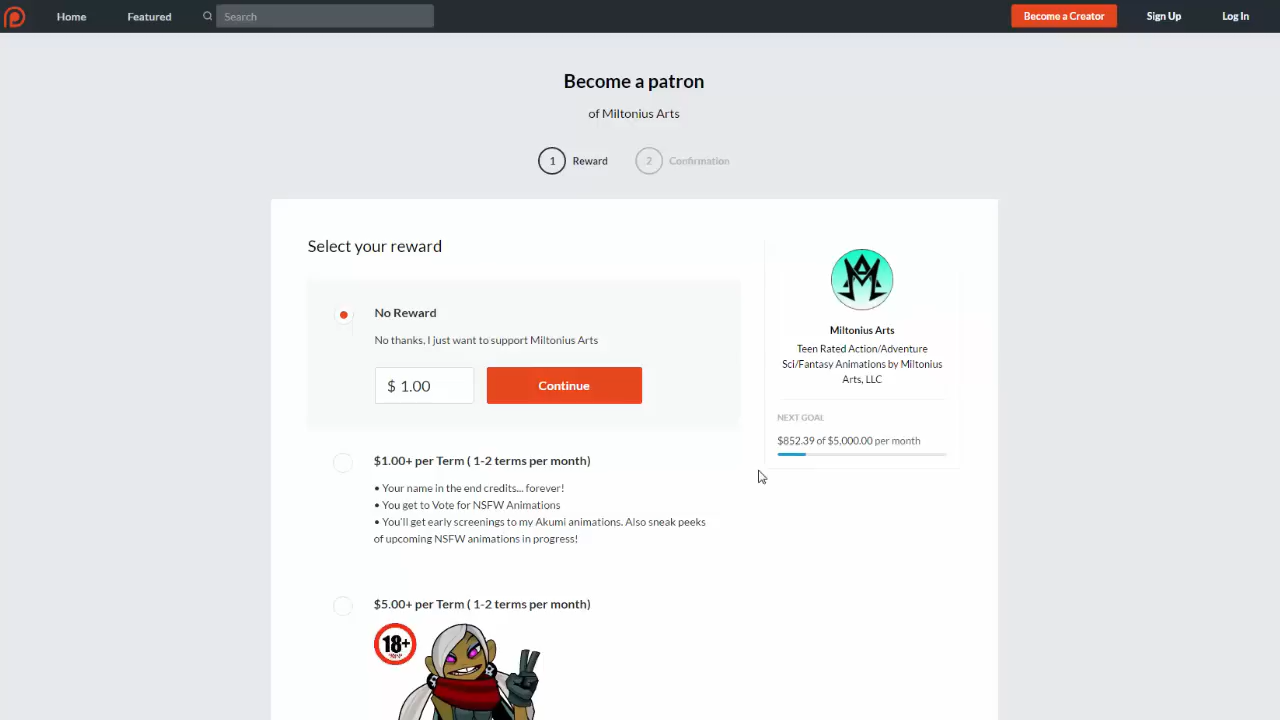 Home
Featured
Search
Become a Creator
Sign Up
Log In
Become a patron
of Miltonius Arts
1 Reward
2 Confirmation
Select your reward
No Reward
No thanks, I just want to support Miltonius Arts
$ 1.00
Continue
$1.00+ per Term ( 1-2 terms per month)
• Your name in the end credits... forever!
• You get to Vote for NSFW Animations
• You'll get early screenings to my Akumi animations. Also sneak peeks
of upcoming NSFW animations in progress!
$5.00+ per Term ( 1-2 terms per month)
18+
Miltonius Arts
Teen Rated Action/Adventure
Sci/Fantasy Animations by Miltonius
Arts, LLC
NEXT GOAL
$852.39 of $5,000.00 per month